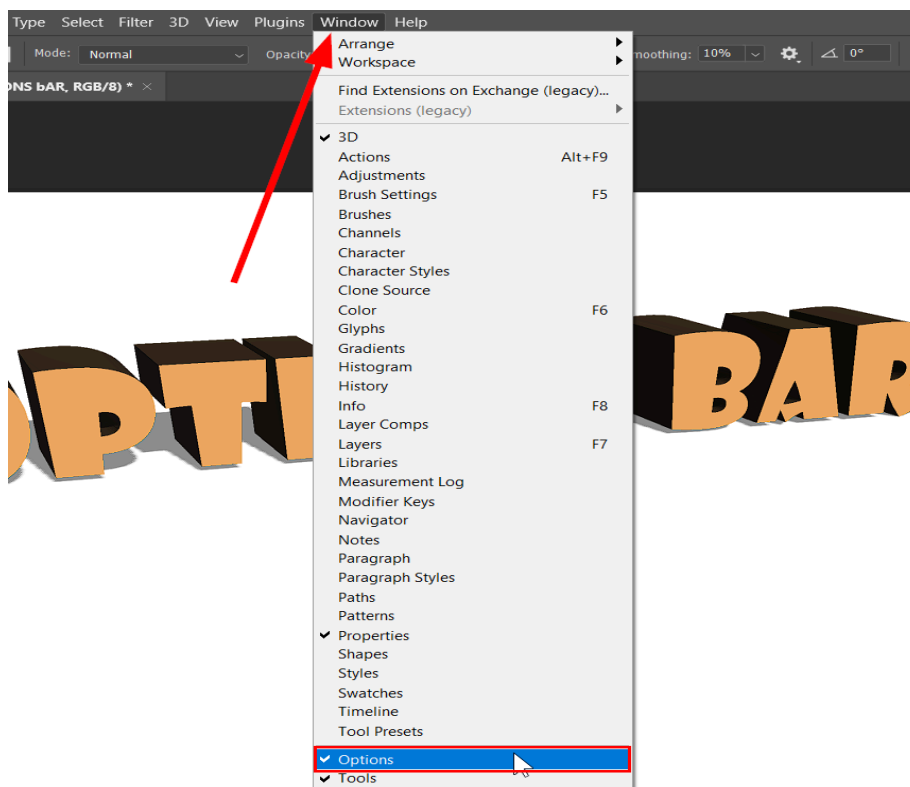 Type Select Filter 3D View Plugins Window Help
Mode: Normal Opacity moothing: 10% 0°
ONS bAR, RGB/8) * ×
Arrange
Workspace
Find Extensions on Exchange (legacy)...
Extensions (legacy)
3D
Actions Alt+F9
Adjustments
Brush Settings F5
Brushes
Channels
Character
Character Styles
Clone Source
Color F6
Glyphs
Gradients
Histogram
History
Info F8
Layer Comps
Layers F7
Libraries
Measurement Log
Modifier Keys
Navigator
Notes
Paragraph
Paragraph Styles
Paths
Patterns
Properties
Shapes
Styles
Swatches
Timeline
Tool Presets
Options
Tools
OPTI BAR